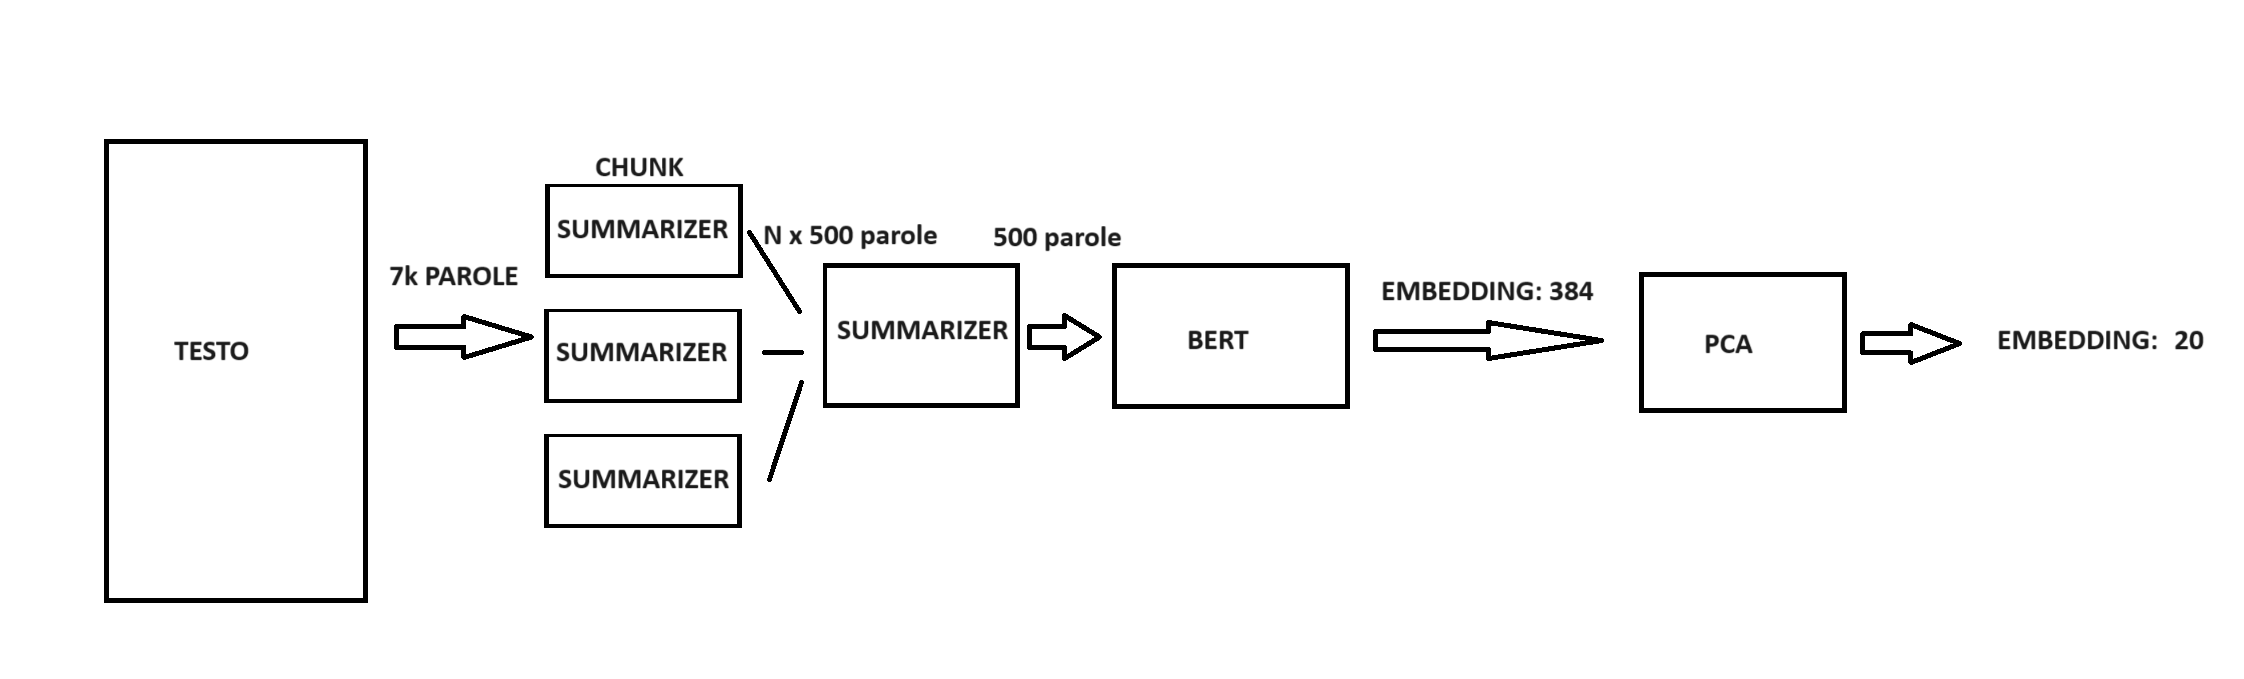 TESTO
7k PAROLE
CHUNK
SUMMARIZER
SUMMARIZER
SUMMARIZER
N x 500 parole
SUMMARIZER
500 parole
BERT
EMBEDDING: 384
PCA
EMBEDDING: 20